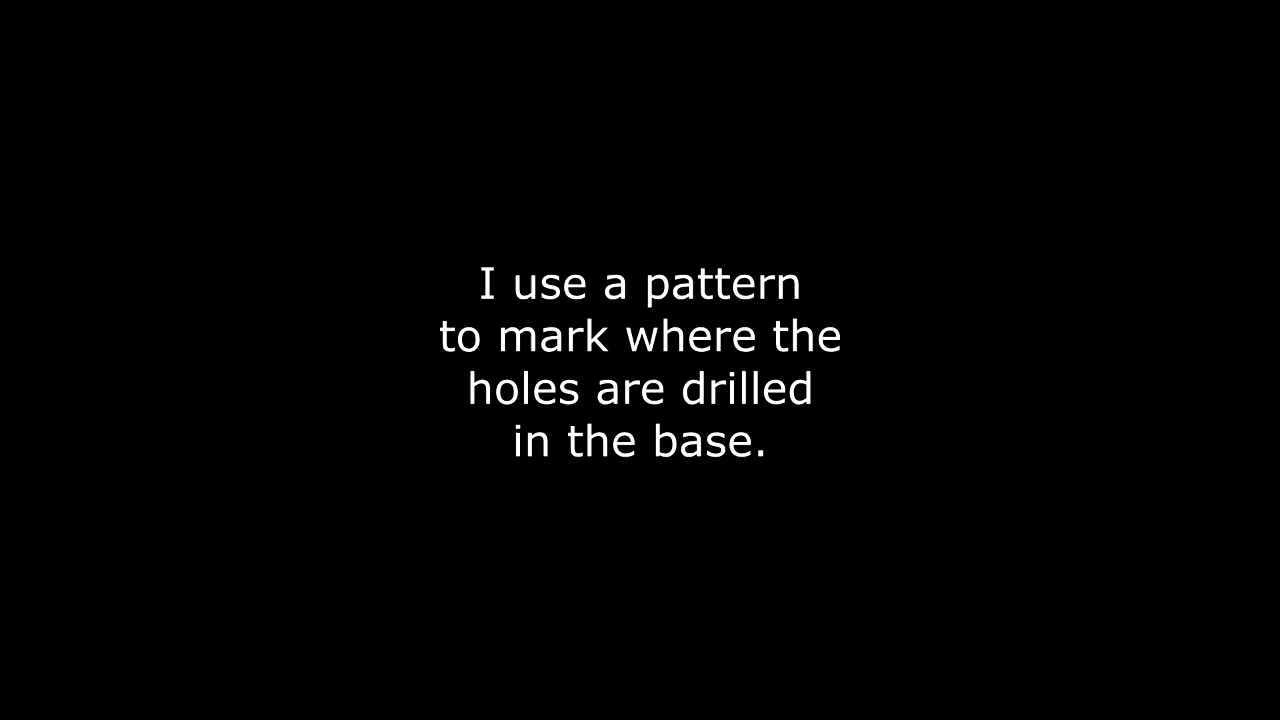 I use a pattern
to mark where the
holes are drilled
in the base.